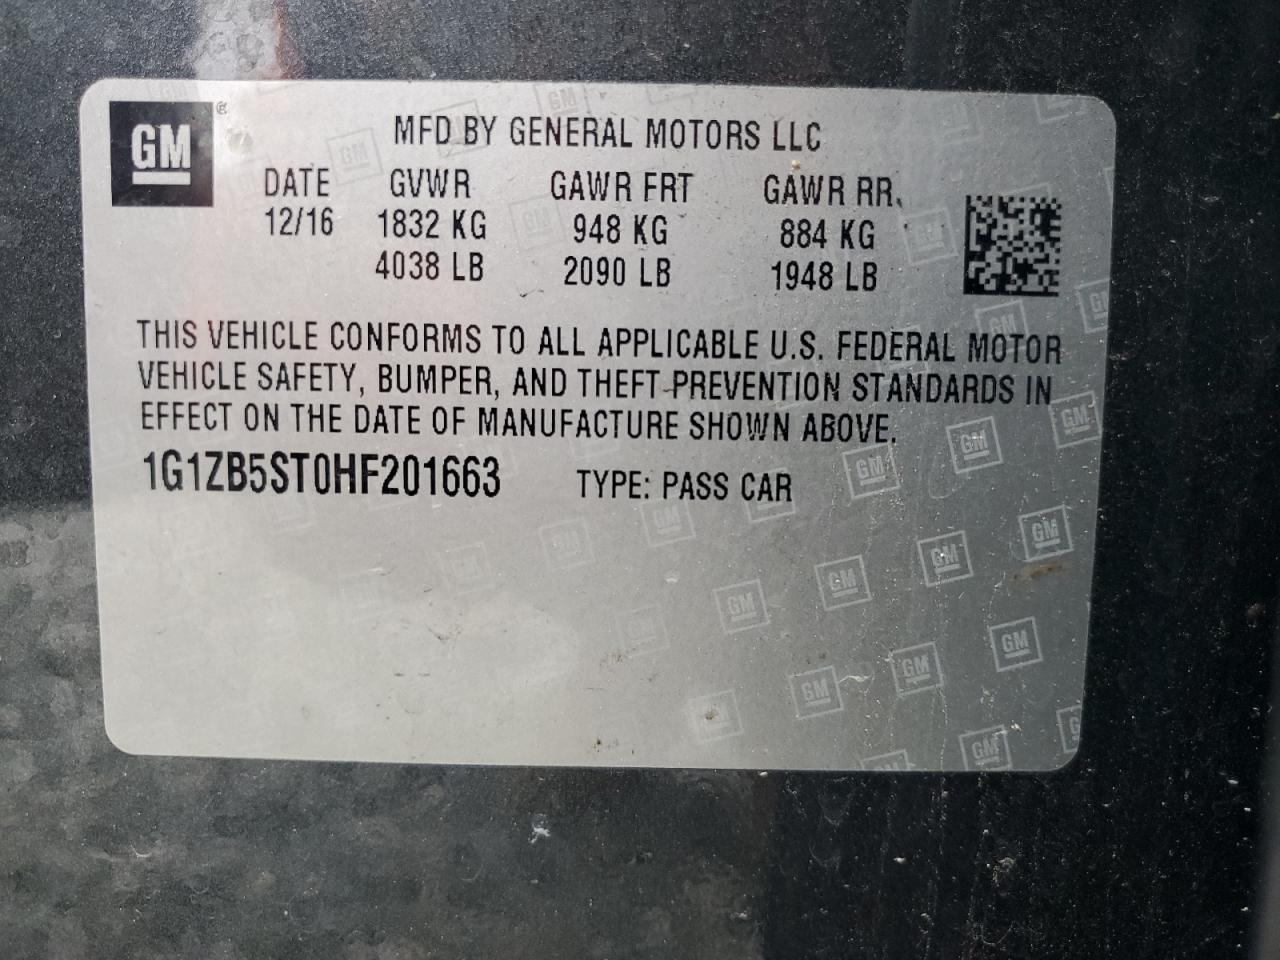 GM®
MFD BY GENERAL MOTORS LLC
DATE GVWR GAWR FRT GAWR RR.
12/16 1832 KG 948 KG 884 KG
4038 LB 2090 LB 1948 LB
THIS VEHICLE CONFORMS TO ALL APPLICABLE U.S. FEDERAL MOTOR
VEHICLE SAFETY, BUMPER, AND THEFT PREVENTION STANDARDS IN
EFFECT ON THE DATE OF MANUFACTURE SHOWN ABOVE.
1G1ZB5ST0HF201663 TYPE: PASS CAR